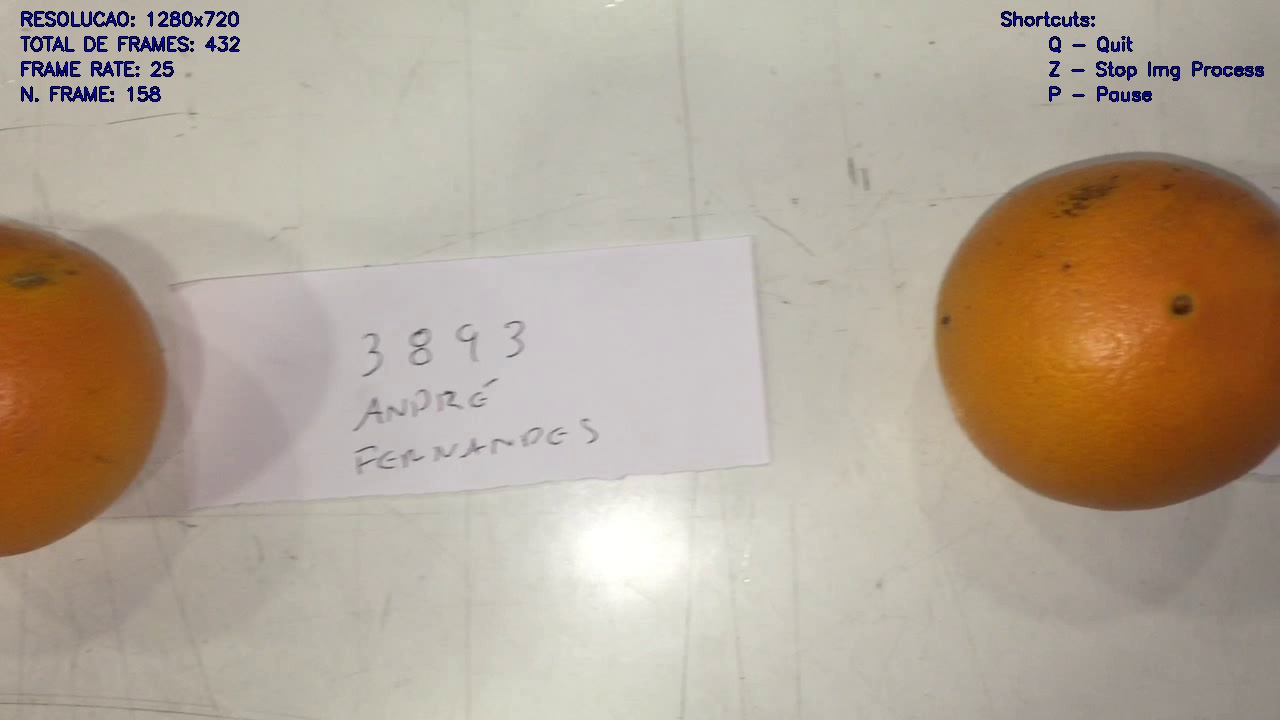 RESOLUCAO: 1280x720
TOTAL DE FRAMES: 432
FRAME RATE: 25
N. FRAME: 158
Shortcuts:
Q - Quit
Z - Stop Img Process
P - Pause
3893
ANDRÉ
FERNANDES